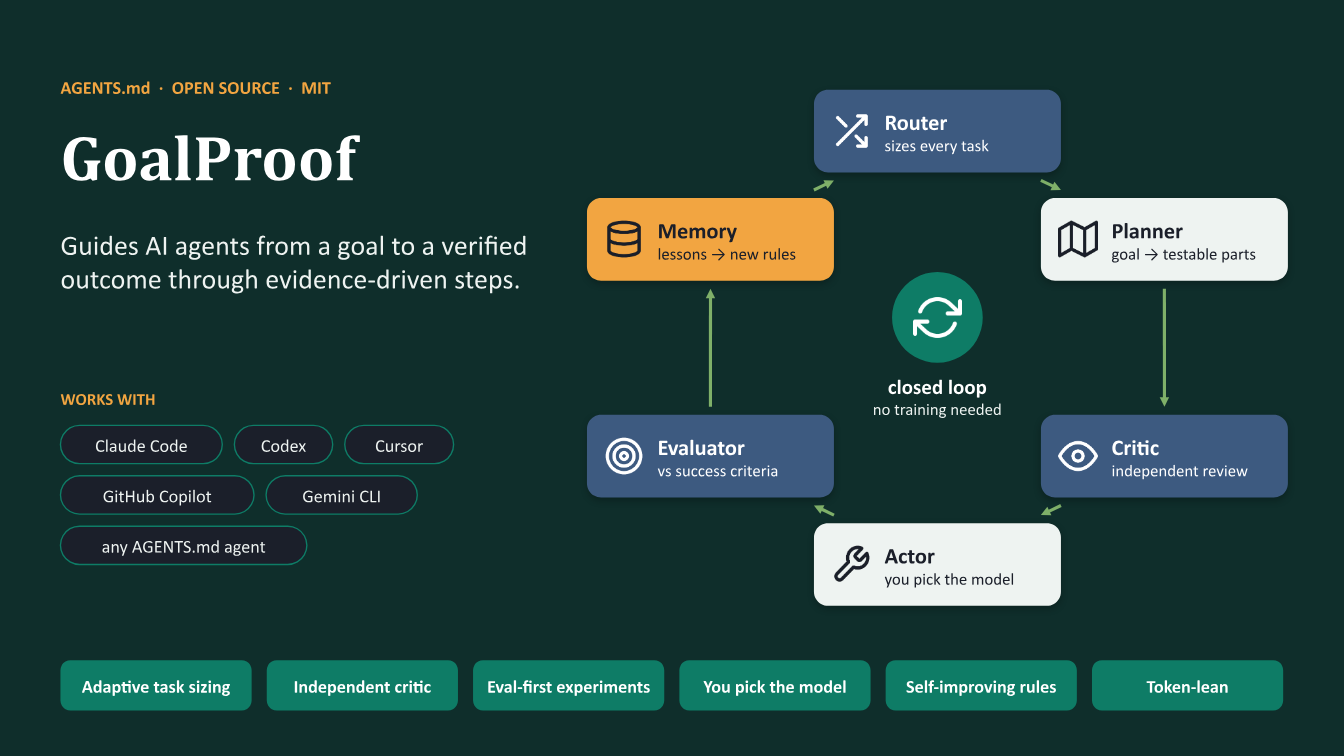 AGENTS.md · OPEN SOURCE · MIT
GoalProof
Guides AI agents from a goal to a verified
outcome through evidence-driven steps.
WORKS WITH
Claude Code
Codex
Cursor
GitHub Copilot
Gemini CLI
any AGENTS.md agent
Router
sizes every task
Planner
goal → testable parts
Critic
independent review
Actor
you pick the model
Evaluator
vs success criteria
Memory
lessons → new rules
closed loop
no training needed
Adaptive task sizing
Independent critic
Eval-first experiments
You pick the model
Self-improving rules
Token-lean